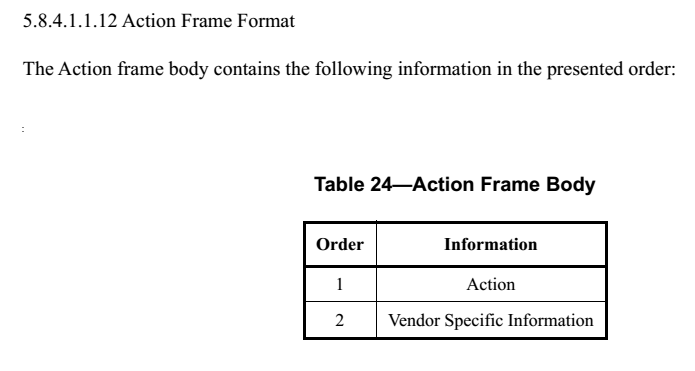 5.8.4.1.1.12 Action Frame Format
The Action frame body contains the following information in the presented order:
:
Table 24—Action Frame Body
Order Information
1 Action
2 Vendor Specific Information